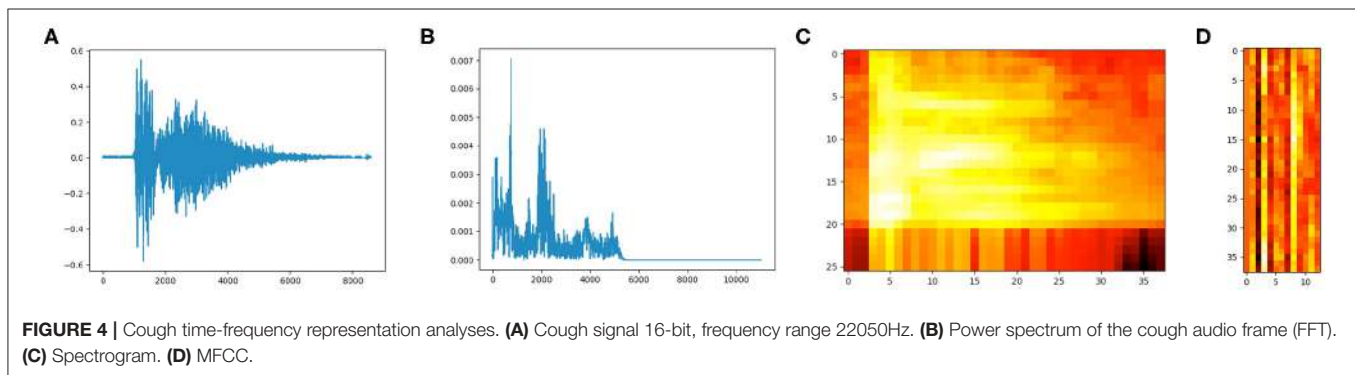 A
B
C
D
0.6
0.4
0.2
0.0
−0.2
−0.4
−0.6
0 2000 4000 6000 8000
0.007
0.006
0.005
0.004
0.003
0.002
0.001
0.000
0 2000 4000 6000 8000 10000
0
5
10
15
20
25
0 5 10 15 20 25 30 35
0
5
10
15
20
25
30
35
0 5 10
FIGURE 4 | Cough time-frequency representation analyses. (A) Cough signal 16-bit, frequency range 22050Hz. (B) Power spectrum of the cough audio frame (FFT).
(C) Spectrogram. (D) MFCC.